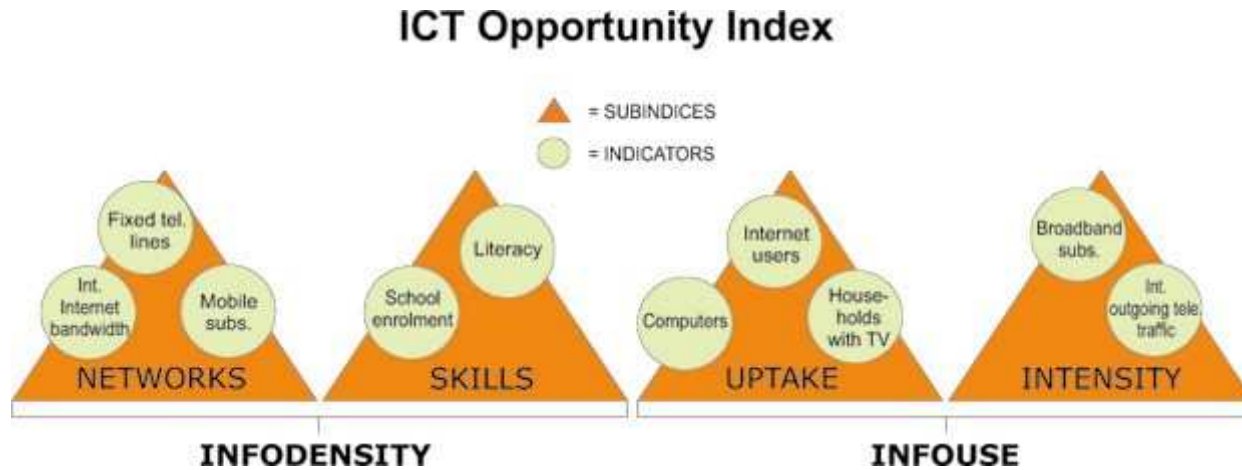 ICT Opportunity Index
= SUBINDICES
= INDICATORS
Fixed tel.
lines
Int.
Internet
bandwidth
Mobile
subs.
NETWORKS
Literacy
School
enrolment
SKILLS
Internet
users
Computers
House-
holds
with TV
UPTAKE
Broadband
subs.
Int.
outgoing tele.
traffic
INTENSITY
INFODENSITY
INFOUSE